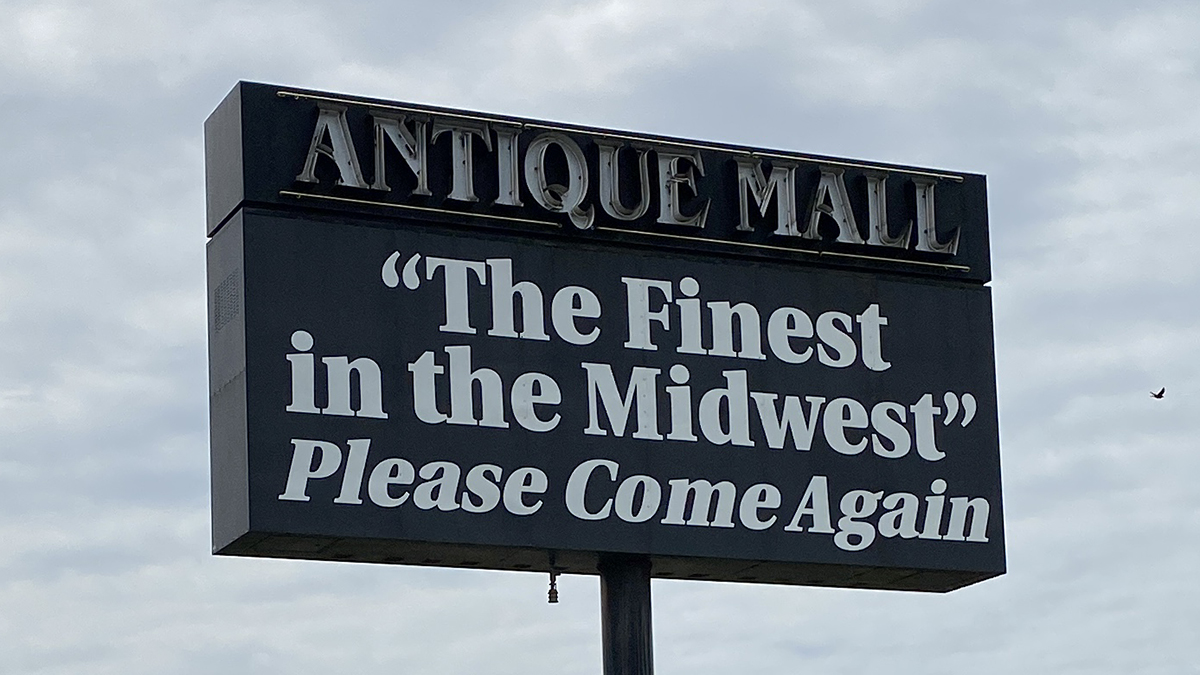 ANTIQUE MALL
“The Finest
in the Midwest”
Please Come Again